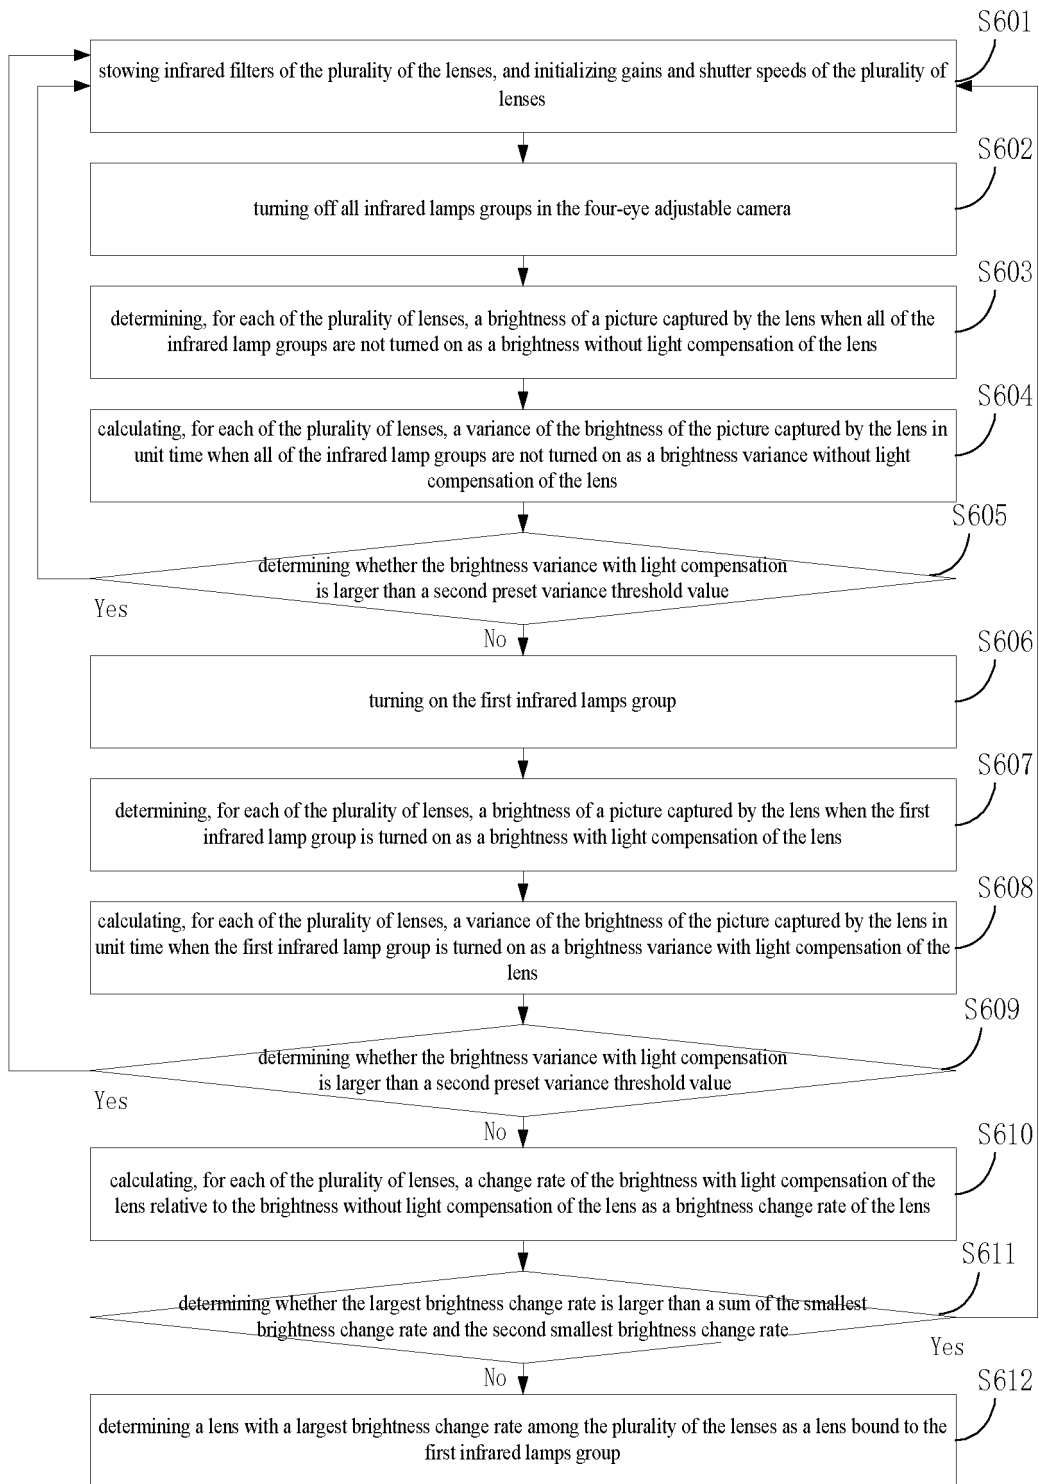 S601
stowing infrared filters of the plurality of the lenses, and initializing gains and shutter speeds of the plurality of
lenses
S602
turning off all infrared lamps groups in the four-eye adjustable camera
S603
determining, for each of the plurality of lenses, a brightness of a picture captured by the lens when all of the
infrared lamp groups are not turned on as a brightness without light compensation of the lens
S604
calculating, for each of the plurality of lenses, a variance of the brightness of the picture captured by the lens in
unit time when all of the infrared lamp groups are not turned on as a brightness variance without light
compensation of the lens
S605
determining whether the brightness variance with light compensation
is larger than a second preset variance threshold value
Yes
No
S606
turning on the first infrared lamps group
S607
determining, for each of the plurality of lenses, a brightness of a picture captured by the lens when the first
infrared lamp group is turned on as a brightness with light compensation of the lens
S608
calculating, for each of the plurality of lenses, a variance of the brightness of the picture captured by the lens in
unit time when the first infrared lamp group is turned on as a brightness variance with light compensation of the
lens
S609
determining whether the brightness variance with light compensation
is larger than a second preset variance threshold value
Yes
No
S610
calculating, for each of the plurality of lenses, a change rate of the brightness with light compensation of the
lens relative to the brightness without light compensation of the lens as a brightness change rate of the lens
S611
determining whether the largest brightness change rate is larger than a sum of the smallest
brightness change rate and the second smallest brightness change rate
Yes
No
S612
determining a lens with a largest brightness change rate among the plurality of the lenses as a lens bound to the
first infrared lamps group